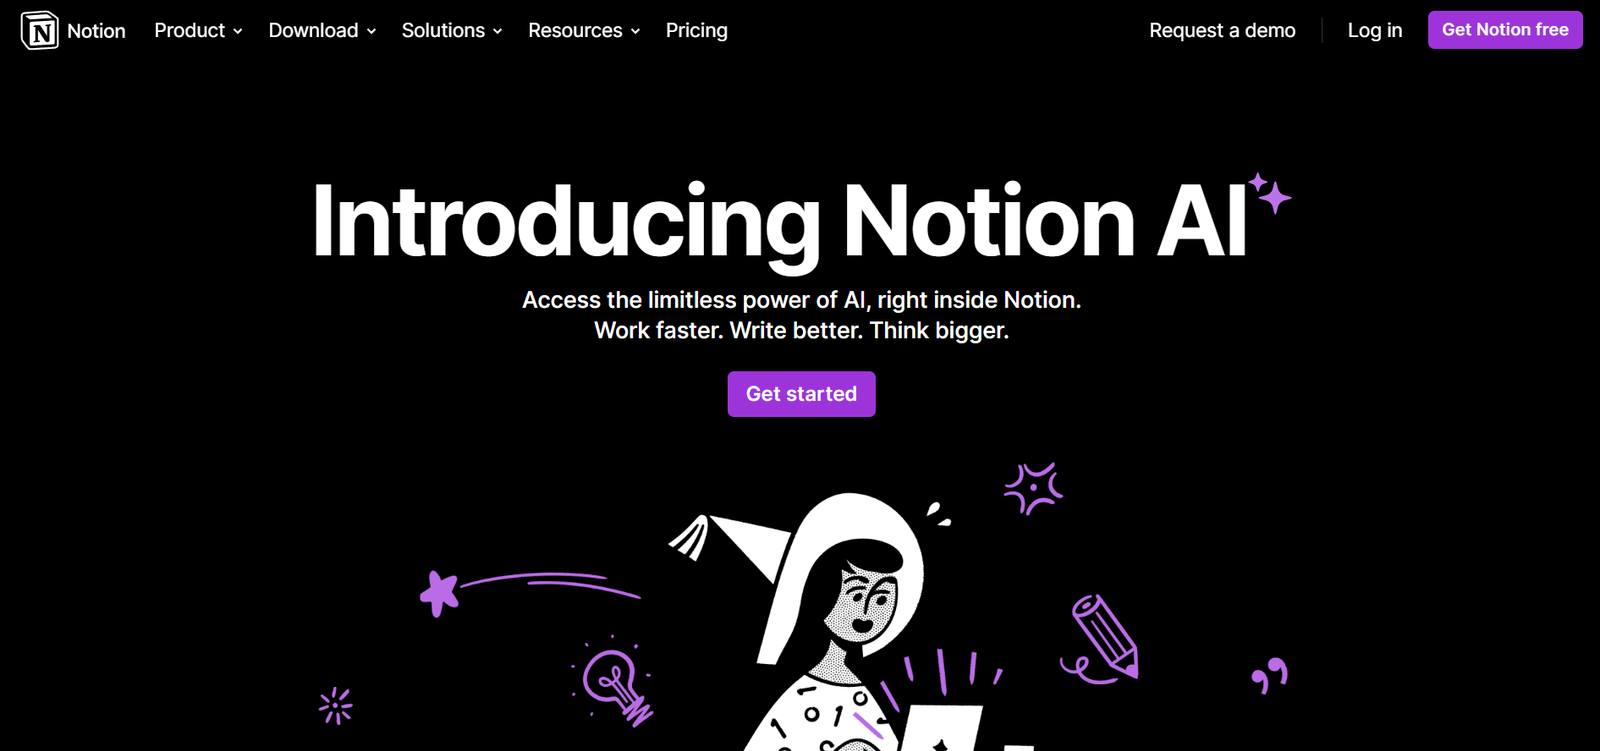 Notion Product Download Solutions Resources Pricing Request a demo Log in Get Notion free
Introducing Notion AI
Access the limitless power of AI, right inside Notion.
Work faster. Write better. Think bigger.
Get started